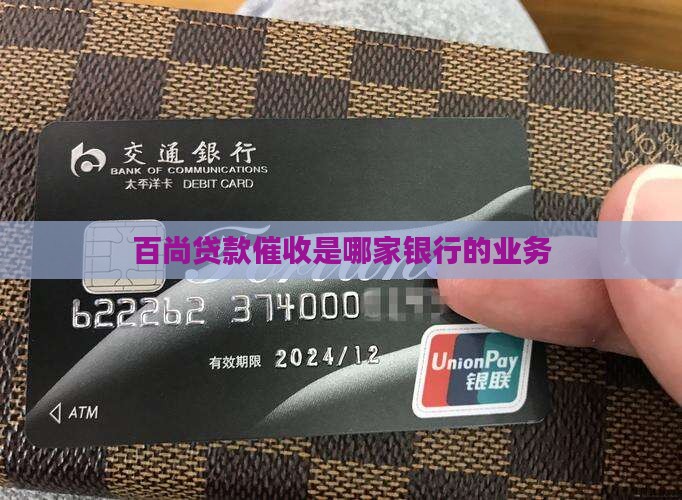 交通銀行
BANK OF COMMUNICATIONS
太平洋卡 DEBIT CARD
百尚贷款催收是哪家银行的业务
622262 374000
有效期限 2024/12
UnionPay
银联
ATM